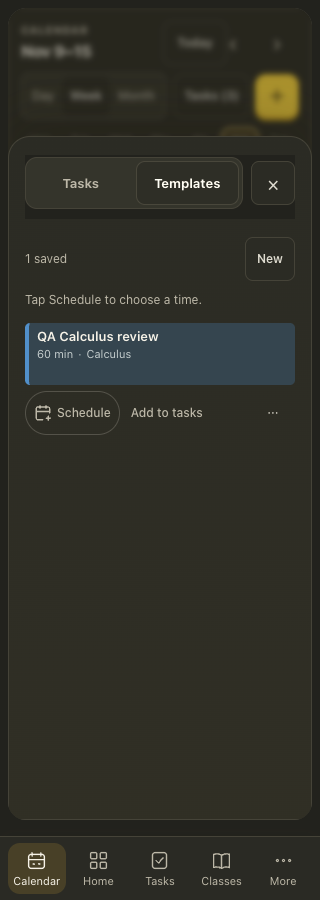 CALENDAR
Nov 9–15
Today
Day Week Month
Tasks (1)
Tasks
Templates
1 saved
New
Tap Schedule to choose a time.
QA Calculus review
60 min · Calculus
Schedule
Add to tasks
Calendar
Home
Tasks
Classes
More